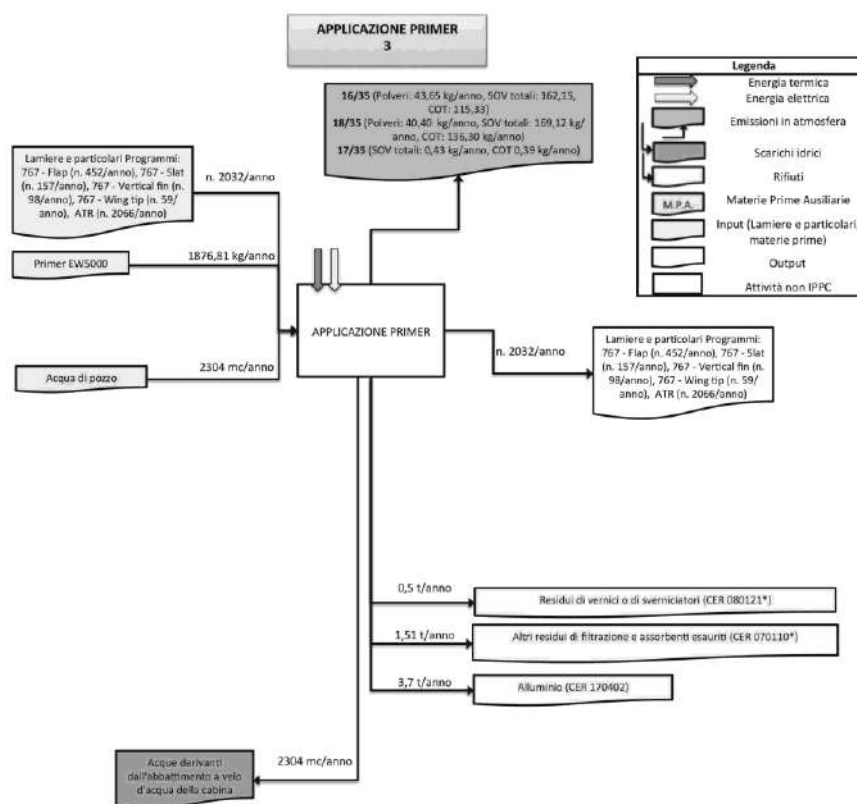 APPLICAZIONE PRIMER
3
16/35 (Polveri: 43,65 kg/anno, SOV totali: 162,15,
COT: 115,33)
18/35 (Polveri: 40,40 kg/anno, SOV totali: 169,12 kg/
anno, COT: 136,30 kg/anno)
17/35 (SOV totali: 0,43 kg/anno, COT 0,39 kg/anno)
Legenda
Energia termica
Energia elettrica
Emissioni in atmosfera
Scarichi idrici
Rifiuti
M.P.A.
Materie Prime Ausiliarie
Input (Lamiere e particolari,
materie prime)
Output
Attività non IPPC
Lamiere e particolari Programmi:
767 - Flap (n. 452/anno), 767 - Slat
(n. 157/anno), 767 - Vertical fin (n.
98/anno), 767 - Wing tip (n. 59/
anno), ATR (n. 2066/anno)
n. 2032/anno
Primer EW5000
1876,81 kg/anno
Acqua di pozzo
2304 mc/anno
APPLICAZIONE PRIMER
n. 2032/anno
Lamiere e particolari Programmi:
767 - Flap (n. 452/anno), 767 - Slat
(n. 157/anno), 767 - Vertical fin (n.
98/anno), 767 - Wing tip (n. 59/
anno), ATR (n. 2066/anno)
0,5 t/anno
Residui di vernici o di sverniciatori (CER 080121*)
1,51 t/anno
Altri residui di filtrazione e assorbenti esauriti (CER 070110*)
3,7 t/anno
Alluminio (CER 170402)
2304 mc/anno
Acque derivanti
dall'abbattimento a velo
d'acqua della cabina